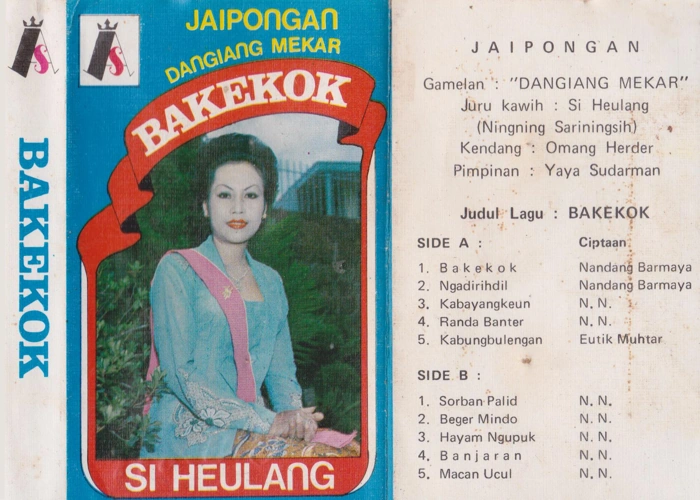 BAKEKOK
AS
AS
JAIPONGAN
DANGIANG MEKAR
BAKEKOK
SI HEULANG
JAIPONGAN
Gamelan : "DANGIANG MEKAR"
Juru kawih : Si Heulang
(Ningning Sariningsih)
Kendang : Omang Herder
Pimpinan : Yaya Sudarman
Judul Lagu : BAKEKOK
SIDE A : Ciptaan
1. Bakekok Nandang Barmaya
2. Ngadirihdil Nandang Barmaya
3. Kabayangkeun N. N.
4. Randa Banter N. N.
5. Kabungbulengan Eutik Muhtar
SIDE B :
1. Sorban Palid N. N.
2. Beger Mindo N. N.
3. Hayam Ngupuk N. N.
4. Banjaran N. N.
5. Macan Ucul N. N.